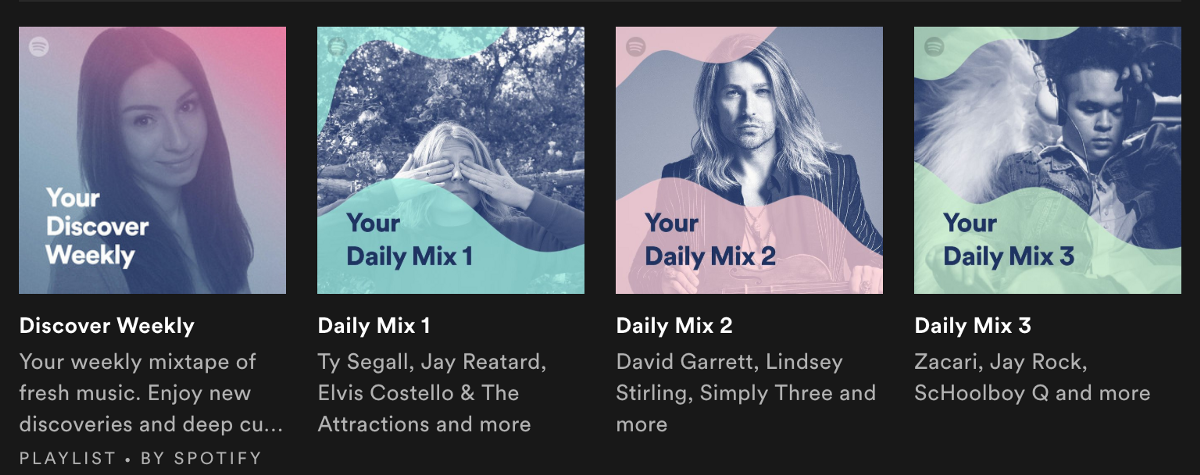 Your
Discover
Weekly
Your
Daily Mix 1
Your
Daily Mix 2
Your
Daily Mix 3
Discover Weekly
Your weekly mixtape of
fresh music. Enjoy new
discoveries and deep cu...
PLAYLIST • BY SPOTIFY
Daily Mix 1
Ty Segall, Jay Reatard,
Elvis Costello & The
Attractions and more
Daily Mix 2
David Garrett, Lindsey
Stirling, Simply Three and
more
Daily Mix 3
Zacari, Jay Rock,
ScHoolboy Q and more